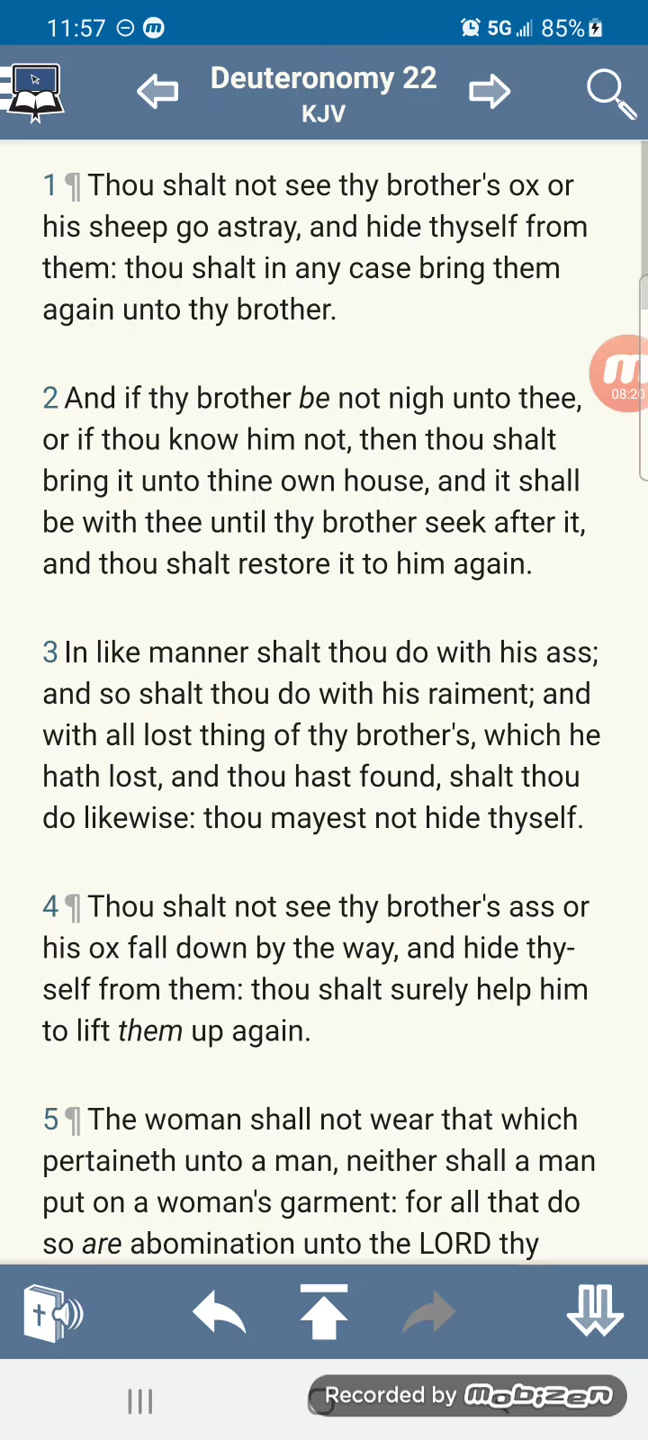 11:57 m 5G 85%
Deuteronomy 22
KJV
1 ¶ Thou shalt not see thy brother's ox or
his sheep go astray, and hide thyself from
them: thou shalt in any case bring them
again unto thy brother.
m
08:20
2 And if thy brother be not nigh unto thee,
or if thou know him not, then thou shalt
bring it unto thine own house, and it shall
be with thee until thy brother seek after it,
and thou shalt restore it to him again.
3 In like manner shalt thou do with his ass;
and so shalt thou do with his raiment; and
with all lost thing of thy brother's, which he
hath lost, and thou hast found, shalt thou
do likewise: thou mayest not hide thyself.
4 ¶ Thou shalt not see thy brother's ass or
his ox fall down by the way, and hide thy-
self from them: thou shalt surely help him
to lift them up again.
5 ¶ The woman shall not wear that which
pertaineth unto a man, neither shall a man
put on a woman's garment: for all that do
so are abomination unto the LORD thy
Recorded by mobizen